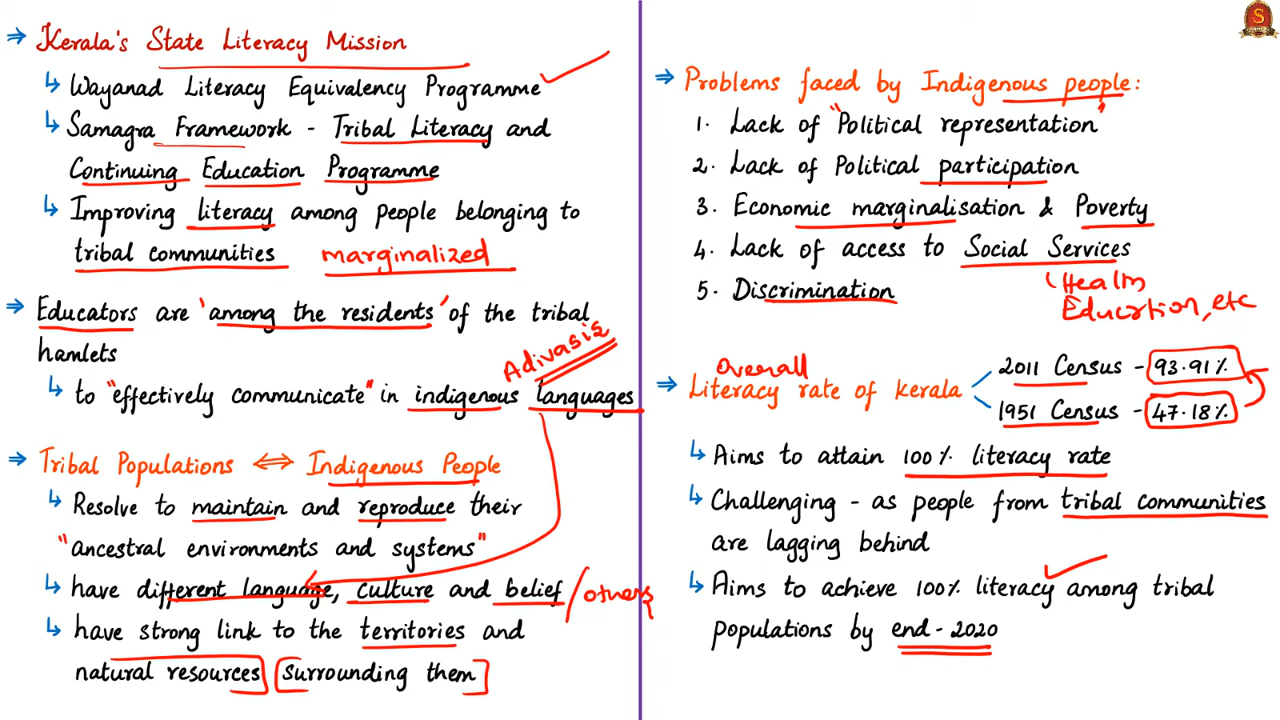 ⇒ Kerala's State Literacy Mission
↳ Wayanad Literacy Equivalency Programme ✓
↳ Samagra Framework - Tribal Literacy and
Continuing Education Programme
↳ Improving literacy among people belonging to
tribal communities marginalized
⇒ Educators are 'among the residents' of the tribal
hamlets
Adivasis
↳ to "effectively communicate" in indigenous languages
⇒ Tribal Populations ⇔ Indigenous People
↳ Resolve to maintain and reproduce their
"ancestral environments and systems"
↳ have different language, culture and belief / others
↳ have strong link to the territories and
natural resources [surrounding them]
S
⇒ Problems faced by Indigenous people:
1. Lack of "Political representation"
2. Lack of Political participation
3. Economic marginalisation & Poverty
4. Lack of access to Social Services
5. Discrimination
(Health
Education, etc
Overall
⇒ Literacy rate of Kerala
2011 Census - 93.91%
1951 Census - 47.18%
↳ Aims to attain 100% literacy rate
↳ Challenging - as people from tribal communities
are lagging behind
↳ Aims to achieve 100% literacy among tribal
populations by end-2020